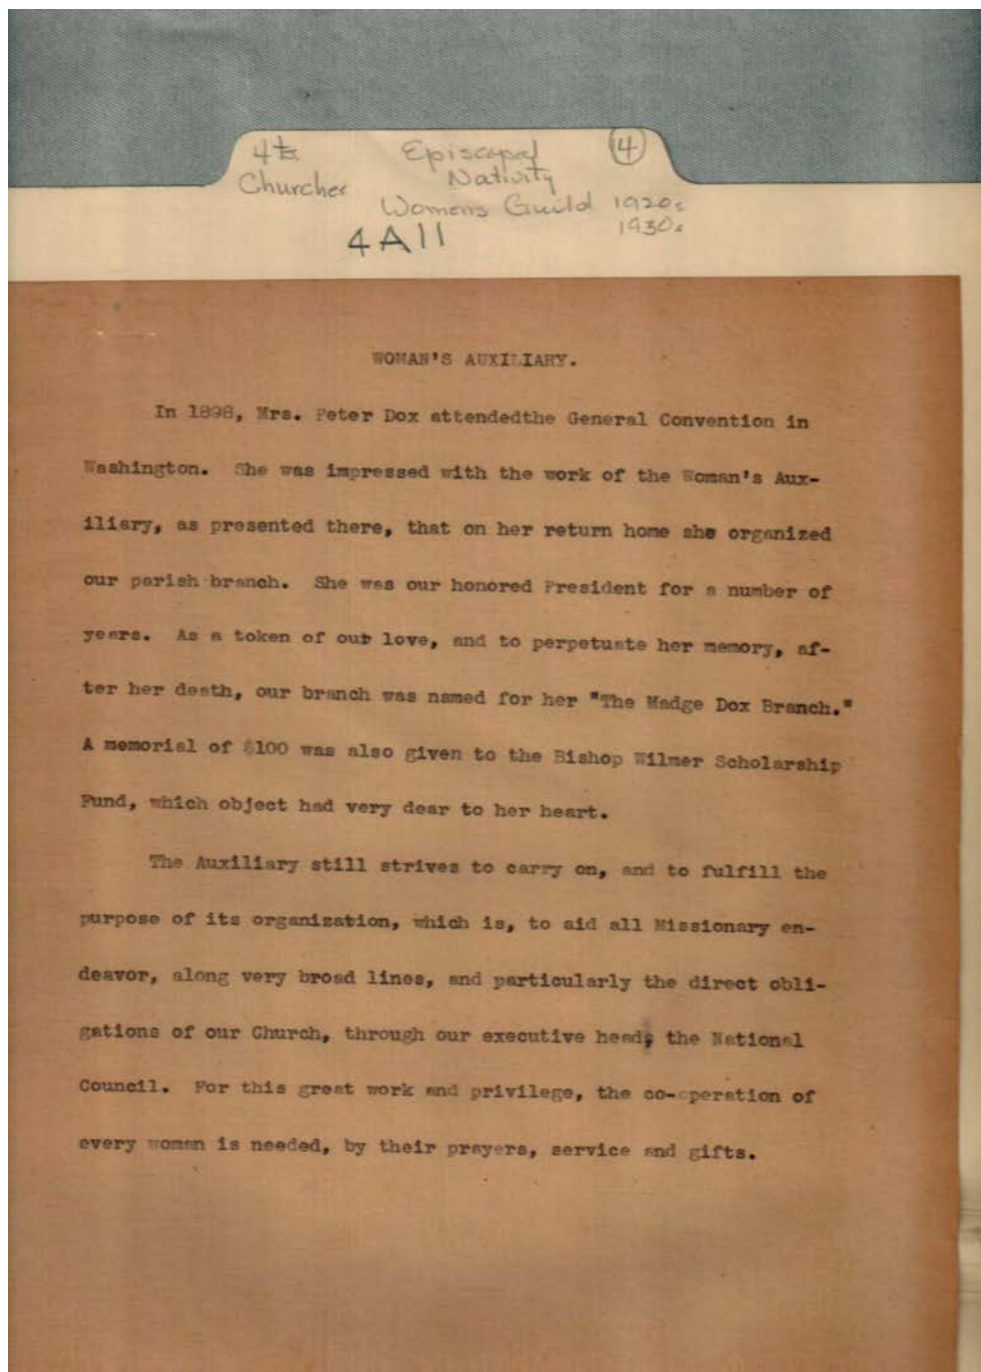 4ta Episcopal 14
Churches Nativity
Womens Guild 1920s
1930s
4A11
WOMAN'S AUXILIARY.
In 1898, Mrs. Peter Dox attendedthe General Convention in
Washington. She was impressed with the work of the Woman's Aux-
iliary, as presented there, that on her return home she organized
our parish branch. She was our honored President for a number of
years. As a token of our love, and to perpetuate her memory, af-
ter her death, our branch was named for her "The Madge Dox Branch."
A memorial of $100 was also given to the Bishop Wilmer Scholarship
Fund, which object had very dear to her heart.
The Auxiliary still strives to carry on, and to fulfill the
purpose of its organization, which is, to aid all Missionary en-
deavor, along very broad lines, and particularly the direct obli-
gations of our Church, through our executive head, the National
Council. For this great work and privilege, the co-operation of
every woman is needed, by their prayers, service and gifts.